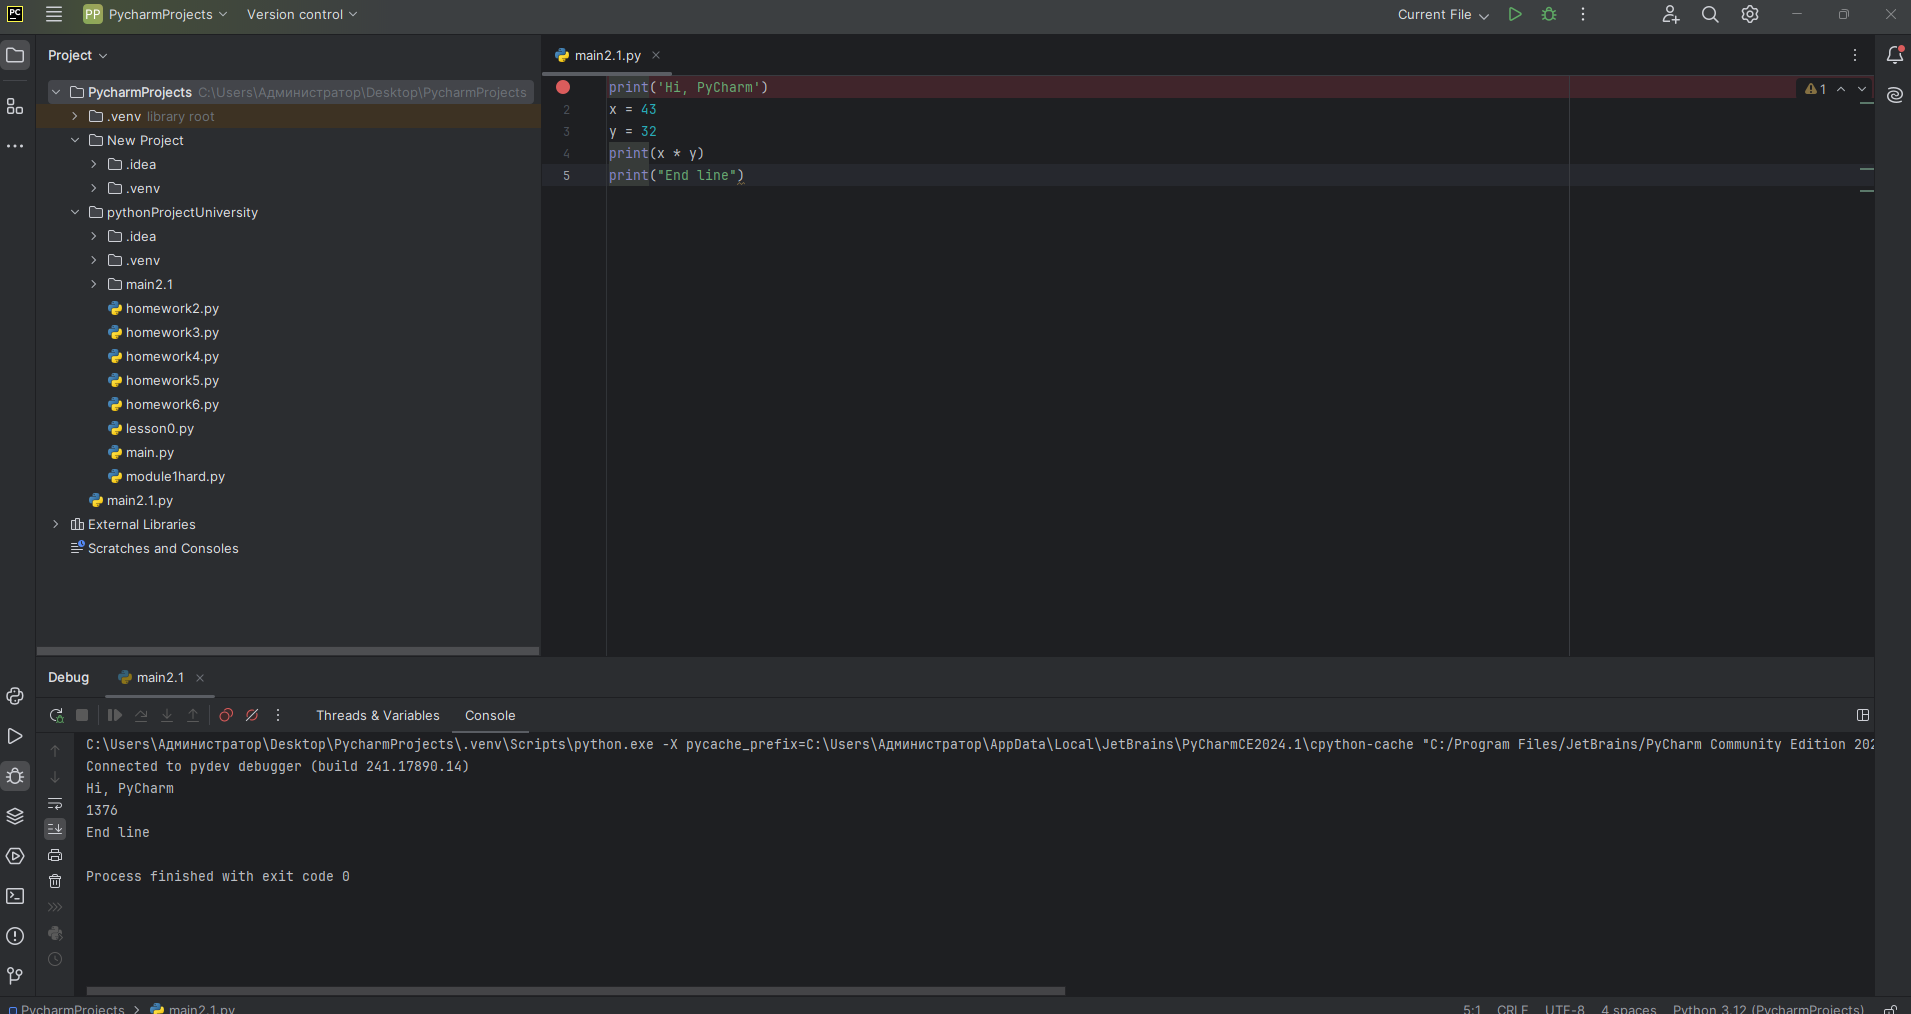 PC PP PycharmProjects Version control Current File
Project
main2.1.py
PycharmProjects C:\Users\Администратор\Desktop\PycharmProjects
.venv library root
New Project
.idea
.venv
pythonProjectUniversity
.idea
.venv
main2.1
homework2.py
homework3.py
homework4.py
homework5.py
homework6.py
lesson0.py
main.py
module1hard.py
main2.1.py
External Libraries
Scratches and Consoles
print('Hi, PyCharm')
1
2 x = 43
3 y = 32
4 print(x * y)
5 print("End line")
Debug main2.1
Threads & Variables Console
C:\Users\Администратор\Desktop\PycharmProjects\.venv\Scripts\python.exe -X pycache_prefix=C:\Users\Администратор\AppData\Local\JetBrains\PyCharmCE2024.1\cpython-cache "C:/Program Files/JetBrains/PyCharm Community Edition 202
Connected to pydev debugger (build 241.17890.14)
Hi, PyCharm
1376
End line
Process finished with exit code 0
PycharmProjects main2.1.py 5:1 CRLF UTF-8 4 spaces Python 3.12 (PycharmProjects)